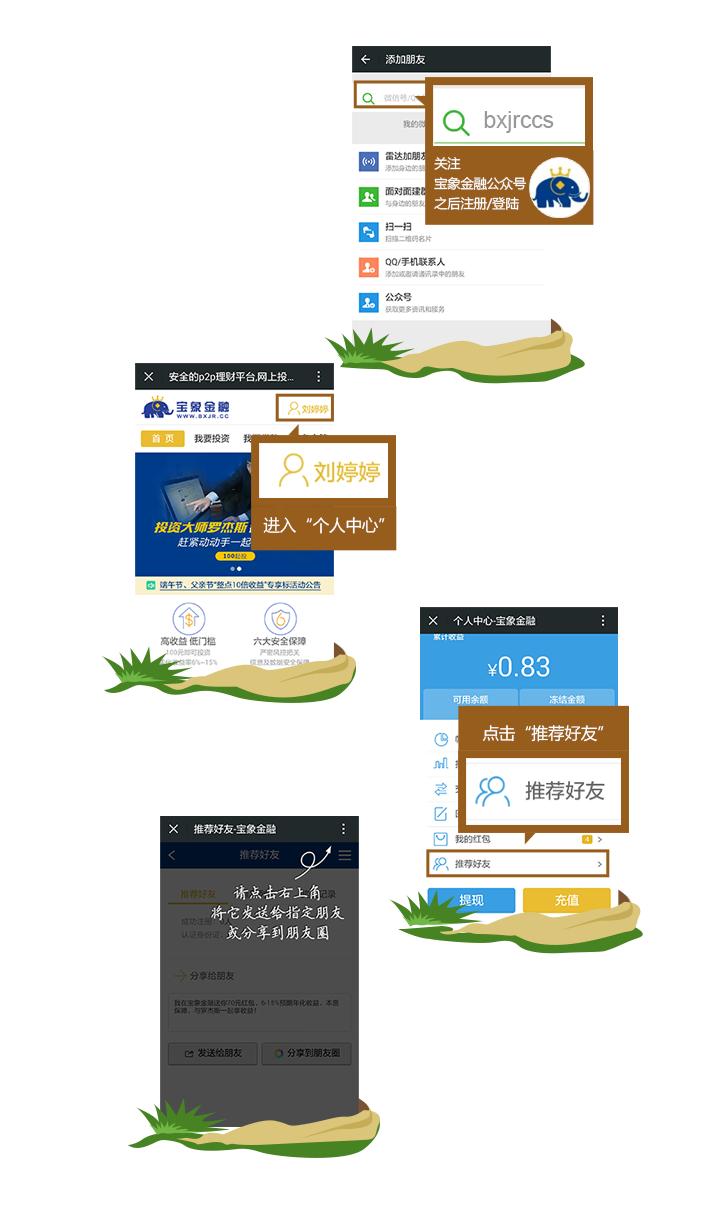 添加朋友
微信号/Q
bxjrccs
我的微
雷达加朋友
添加身边的朋
关注
宝象金融公众号
之后注册/登陆
面对面建群
与身边的朋友
扫一扫
扫描二维码名片
QQ/手机联系人
添加或邀请通讯录中的朋友
公众号
获取更多资讯和服务
安全的p2p理财平台,网上投...
宝象金融
WWW.BXJR.CC
刘婷婷
首 页
我要投资
刘婷婷
进入“个人中心”
投资大师罗杰斯
赶紧动动手一起
100起投
端午节、父亲节“整点10倍收益”专享标活动公告
高收益 低门槛
六大安全保障
100元即可投资
严密风控把关
益率6%~15%
信息及数据安全保障
个人中心-宝象金融
累计收益
¥0.83
可用余额
冻结金额
点击“推荐好友”
推荐好友
我的红包
4
推荐好友
提现
充值
推荐好友-宝象金融
推荐好友
推荐好友
记录
请点击右上角
将它发送给指定朋友
或分享到朋友圈
成功注册
人
认证身份证
分享给朋友
我在宝象金融送你70元红包，6-15%预期年化收益，本息
保障，与罗杰斯一起享收益！
发送给朋友
分享到朋友圈